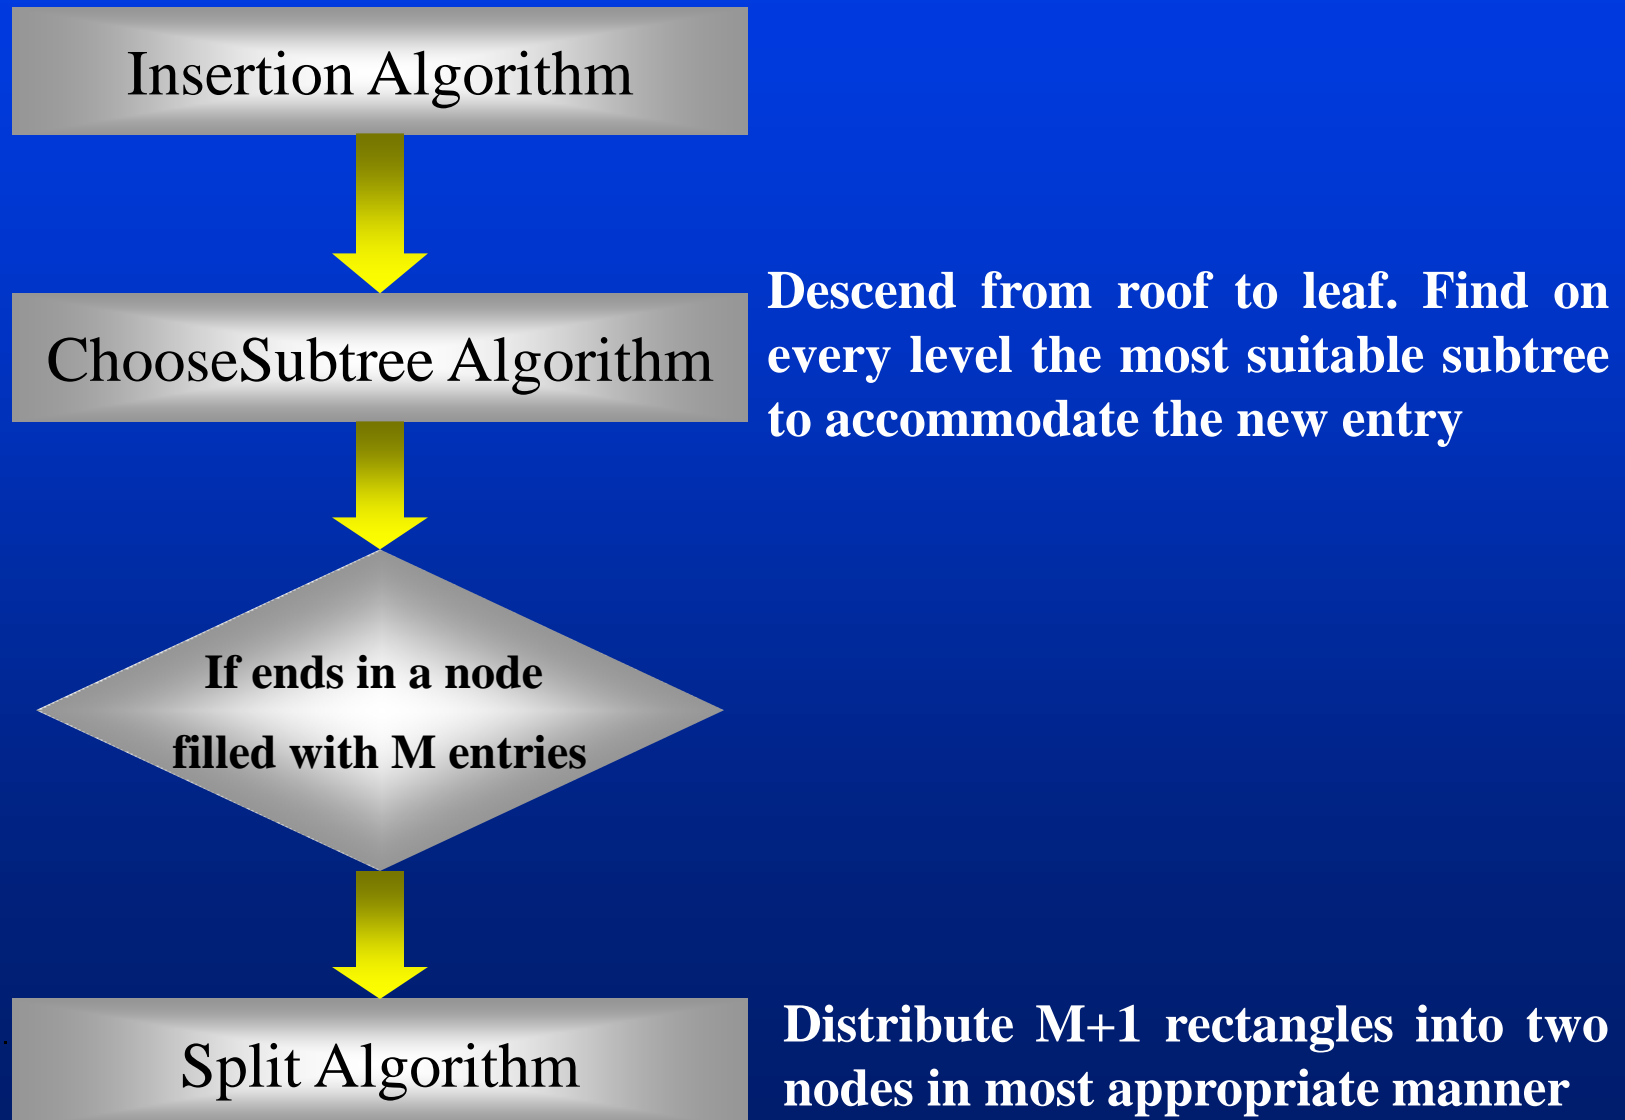 Insertion Algorithm
Descend from roof to leaf. Find on
every level the most suitable subtree
to accommodate the new entry
ChooseSubtree Algorithm
If ends in a node
filled with M entries
Distribute M+1 rectangles into two
nodes in most appropriate manner
Split Algorithm